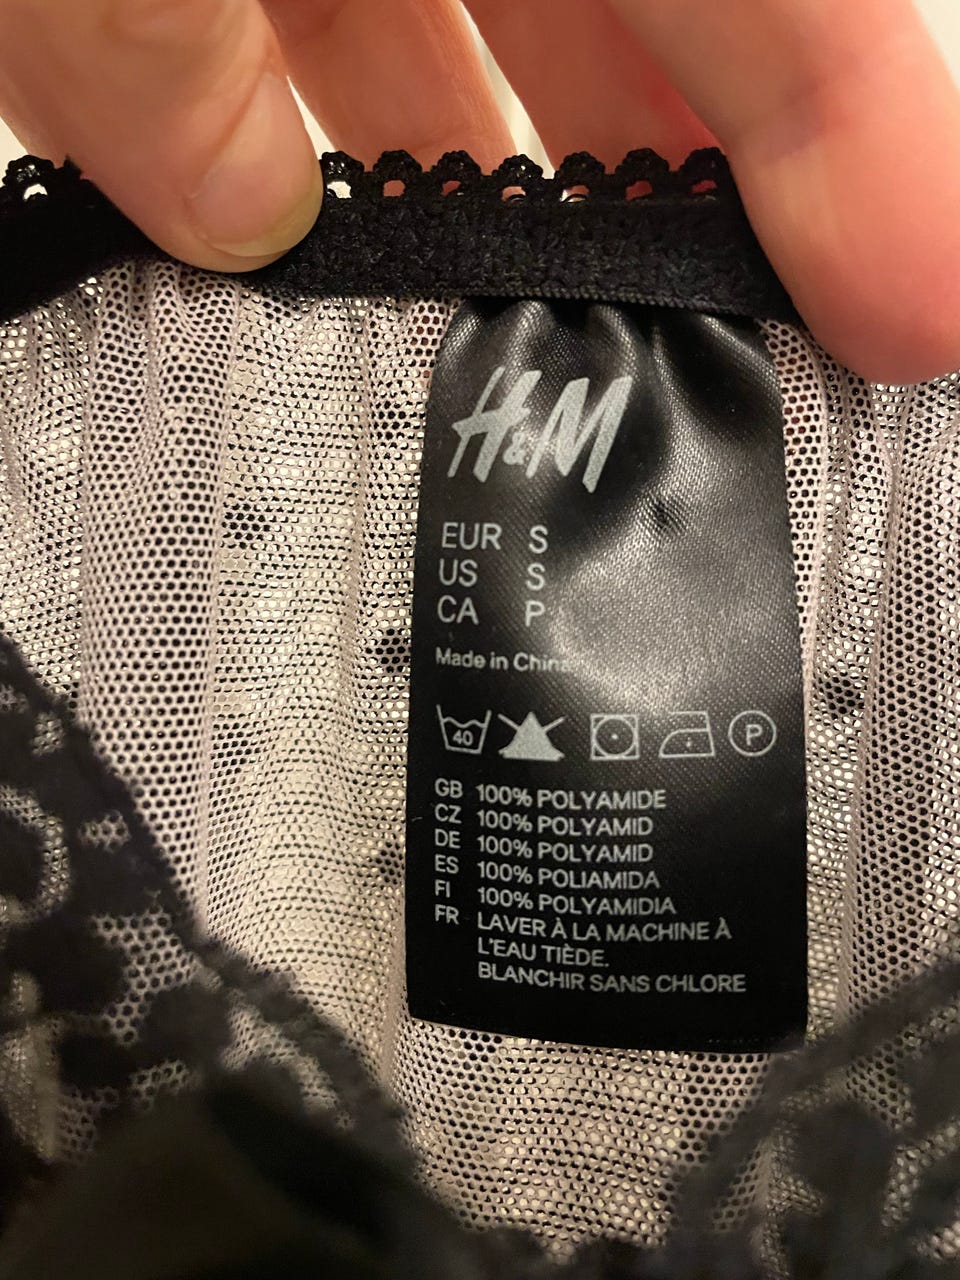 H&M
EUR S
US S
CA P
Made in China
40
P
GB 100% POLYAMIDE
CZ 100% POLYAMID
DE 100% POLYAMID
ES 100% POLIAMIDA
FI 100% POLYAMIDIA
FR LAVER À LA MACHINE À
L'EAU TIÈDE.
BLANCHIR SANS CHLORE